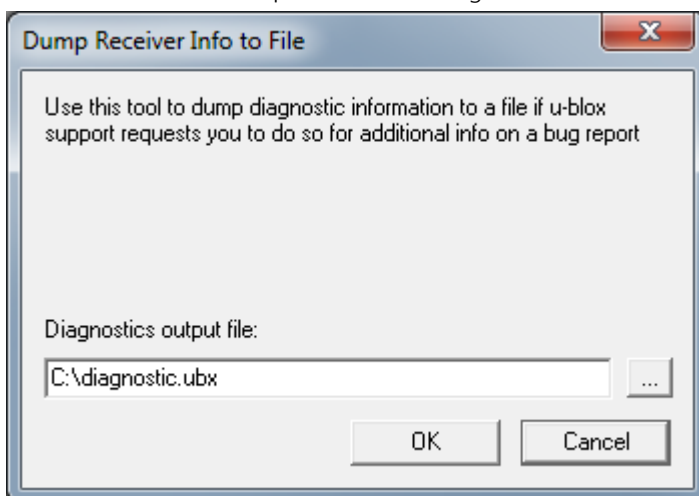 Dump Receiver Info to File
Use this tool to dump diagnostic information to a file if u-blox
support requests you to do so for additional info on a bug report
Diagnostics output file:
C:\diagnostic.ubx
...
OK
Cancel